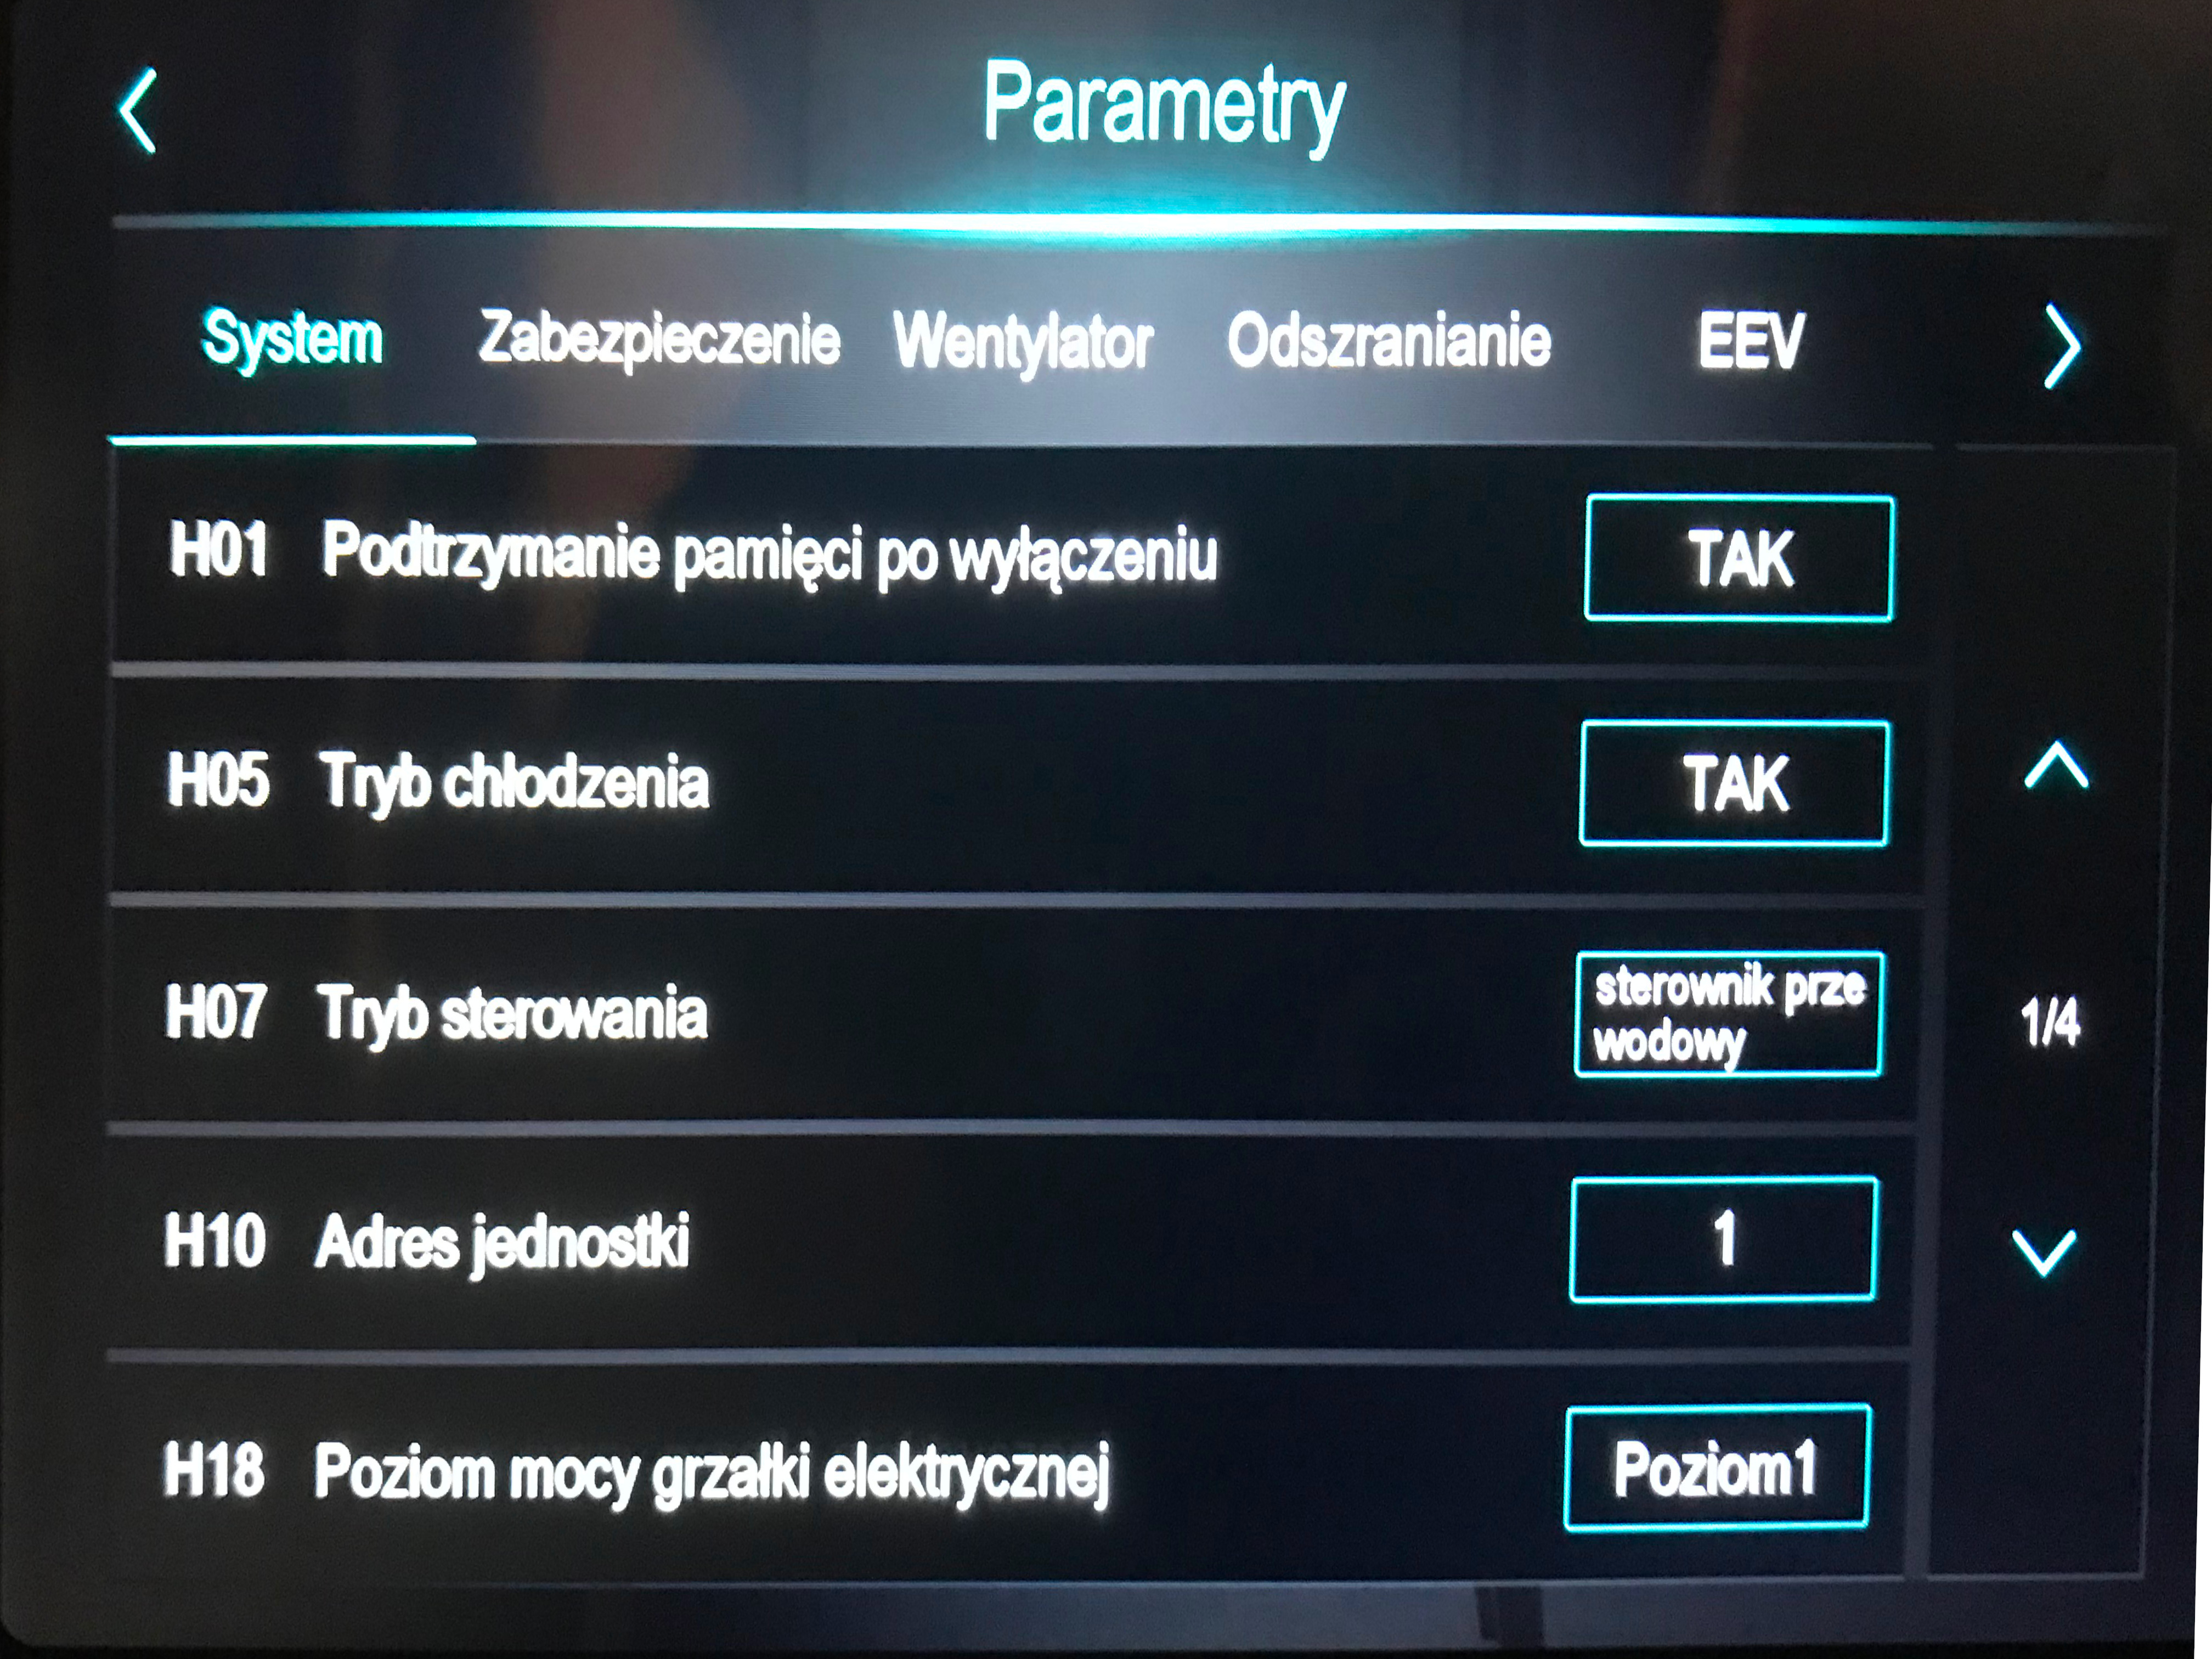 Parametry
System Zabezpieczenie Wentylator Odszranianie EEV
H01 Podtrzymanie pamięci po wyłączeniu TAK
H05 Tryb chłodzenia TAK
H07 Tryb sterowania sterownik prze
wodowy
1/4
H10 Adres jednostki 1
H18 Poziom mocy grzałki elektrycznej Poziom1